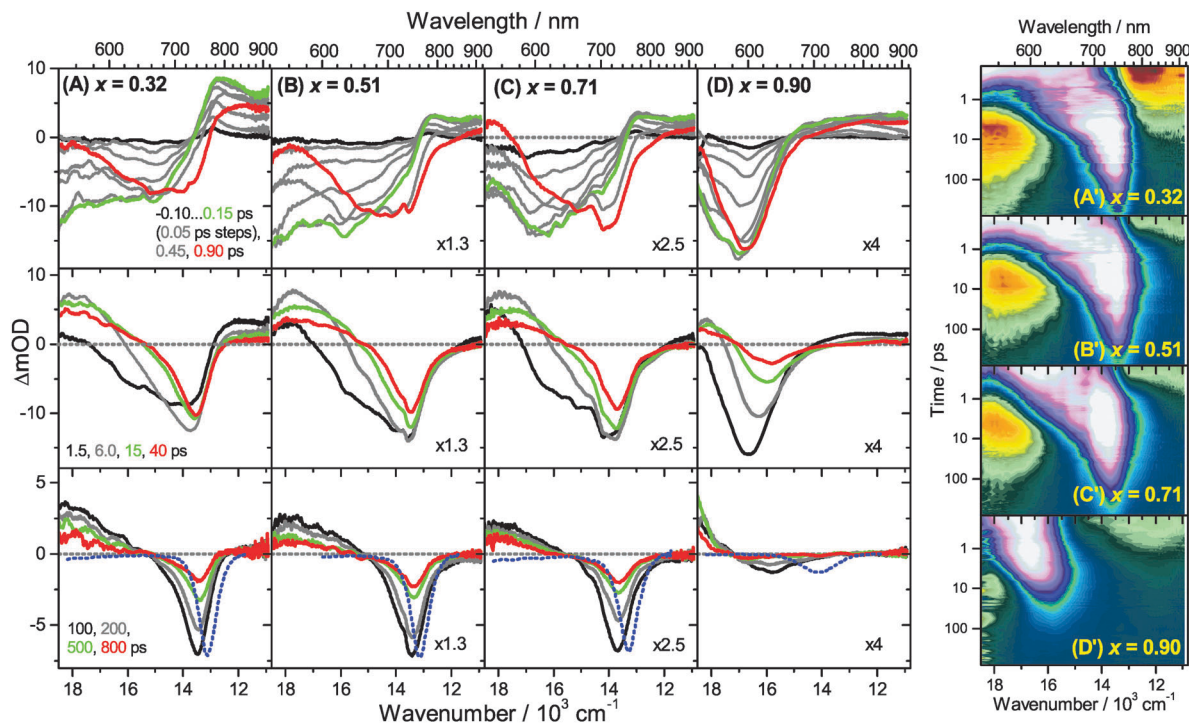 Wavelength / nm
600 700 800 900
600 700 800 900
600 700 800 900
600 700 800 900
(A) x = 0.32
(B) x = 0.51
(C) x = 0.71
(D) x = 0.90
10
0
-10
-0.10...0.15 ps
(0.05 ps steps),
0.45, 0.90 ps
x1.3
x2.5
x4
ΔmOD
10
0
-10
1.5, 6.0, 15, 40 ps
x1.3
x2.5
x4
5
0
-5
100, 200,
500, 800 ps
x1.3
x2.5
x4
18 16 14 12
18 16 14 12
18 16 14 12
16 14 12
Wavenumber / 10³ cm⁻¹
Wavelength / nm
600 700 800 900
Time / ps
1
10
100
(A') x = 0.32
1
10
100
(B') x = 0.51
1
10
100
(C') x = 0.71
1
10
100
(D') x = 0.90
18 16 14 12
Wavenumber / 10³ cm⁻¹